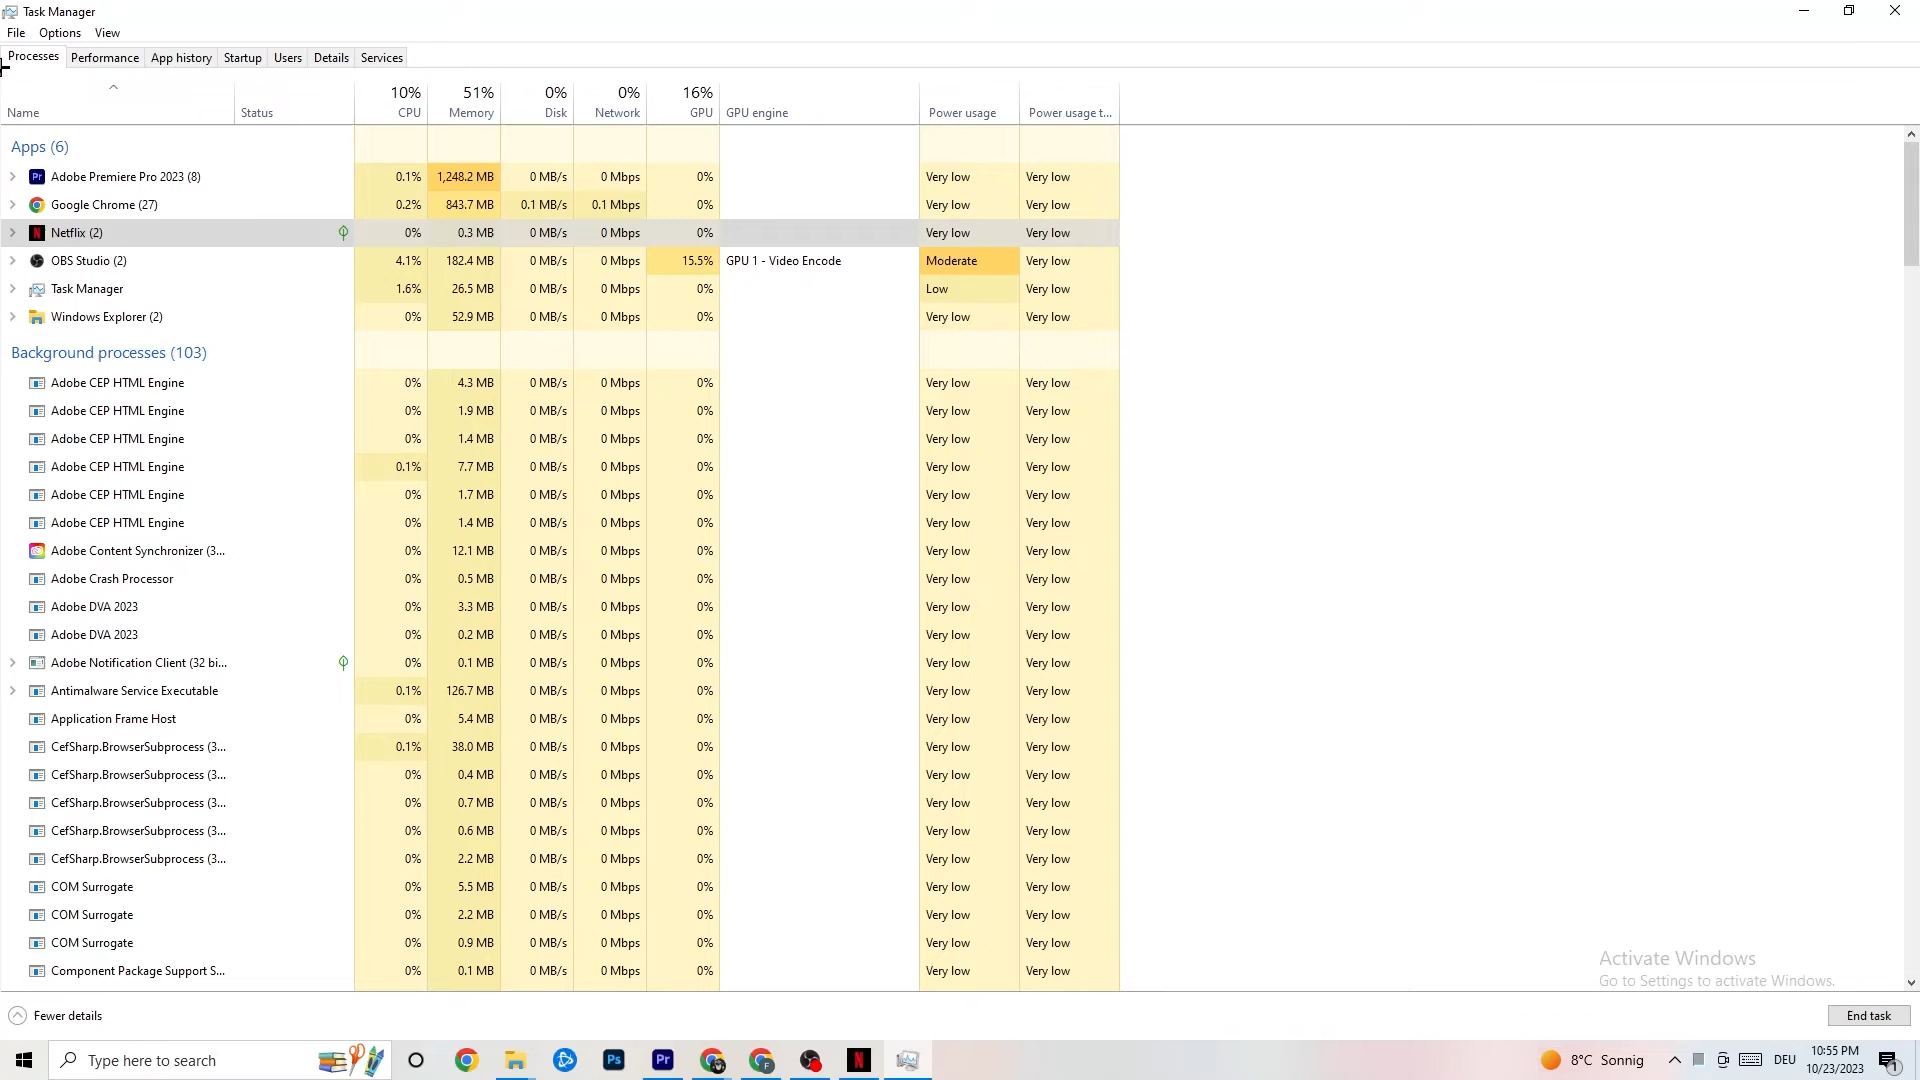 Task Manager
File Options View
Processes Performance App history Startup Users Details Services
10% 51% 0% 0% 16%
Name Status CPU Memory Disk Network GPU GPU engine Power usage Power usage t...
Apps (6)
Adobe Premiere Pro 2023 (8) 0.1% 1,248.2 MB 0 MB/s 0 Mbps 0% Very low Very low
Google Chrome (27) 0.2% 843.7 MB 0.1 MB/s 0.1 Mbps 0% Very low Very low
Netflix (2) 0% 0.3 MB 0 MB/s 0 Mbps 0% Very low Very low
OBS Studio (2) 4.1% 182.4 MB 0 MB/s 0 Mbps 15.5% GPU 1 - Video Encode Moderate Very low
Task Manager 1.6% 26.5 MB 0 MB/s 0 Mbps 0% Low Very low
Windows Explorer (2) 0% 52.9 MB 0 MB/s 0 Mbps 0% Very low Very low
Background processes (103)
Adobe CEP HTML Engine 0% 4.3 MB 0 MB/s 0 Mbps 0% Very low Very low
Adobe CEP HTML Engine 0% 1.9 MB 0 MB/s 0 Mbps 0% Very low Very low
Adobe CEP HTML Engine 0% 1.4 MB 0 MB/s 0 Mbps 0% Very low Very low
Adobe CEP HTML Engine 0.1% 7.7 MB 0 MB/s 0 Mbps 0% Very low Very low
Adobe CEP HTML Engine 0% 1.7 MB 0 MB/s 0 Mbps 0% Very low Very low
Adobe CEP HTML Engine 0% 1.4 MB 0 MB/s 0 Mbps 0% Very low Very low
Adobe Content Synchronizer (3... 0% 12.1 MB 0 MB/s 0 Mbps 0% Very low Very low
Adobe Crash Processor 0% 0.5 MB 0 MB/s 0 Mbps 0% Very low Very low
Adobe DVA 2023 0% 3.3 MB 0 MB/s 0 Mbps 0% Very low Very low
Adobe DVA 2023 0% 0.2 MB 0 MB/s 0 Mbps 0% Very low Very low
Adobe Notification Client (32 bi... 0% 0.1 MB 0 MB/s 0 Mbps 0% Very low Very low
Antimalware Service Executable 0.1% 126.7 MB 0 MB/s 0 Mbps 0% Very low Very low
Application Frame Host 0% 5.4 MB 0 MB/s 0 Mbps 0% Very low Very low
CefSharp.BrowserSubprocess (3... 0.1% 38.0 MB 0 MB/s 0 Mbps 0% Very low Very low
CefSharp.BrowserSubprocess (3... 0% 0.4 MB 0 MB/s 0 Mbps 0% Very low Very low
CefSharp.BrowserSubprocess (3... 0% 0.7 MB 0 MB/s 0 Mbps 0% Very low Very low
CefSharp.BrowserSubprocess (3... 0% 0.6 MB 0 MB/s 0 Mbps 0% Very low Very low
CefSharp.BrowserSubprocess (3... 0% 2.2 MB 0 MB/s 0 Mbps 0% Very low Very low
COM Surrogate 0% 5.5 MB 0 MB/s 0 Mbps 0% Very low Very low
COM Surrogate 0% 2.2 MB 0 MB/s 0 Mbps 0% Very low Very low
COM Surrogate 0% 0.9 MB 0 MB/s 0 Mbps 0% Very low Very low
Component Package Support S... 0% 0.1 MB 0 MB/s 0 Mbps 0% Very low Very low
Activate Windows
Go to Settings to activate Windows.
Fewer details End task
Type here to search Ps Pr F N 8°C Sonnig DEU 10:55 PM
10/23/2023 1